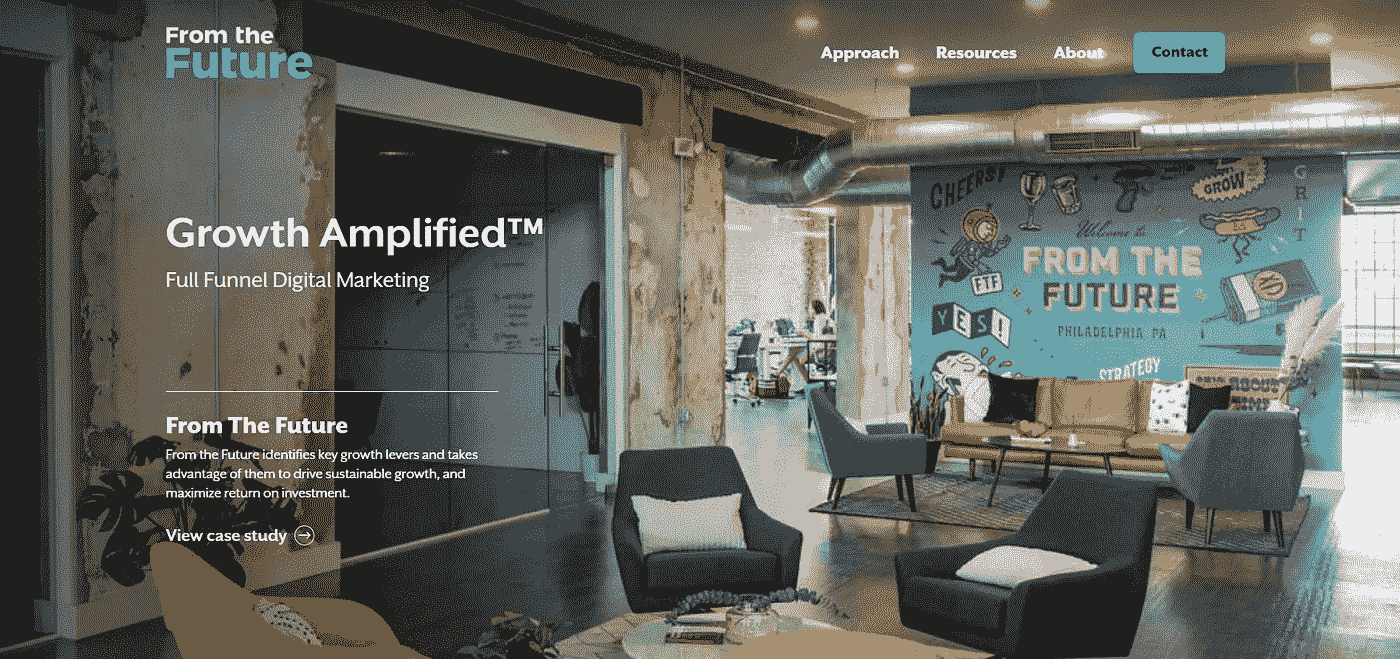 From the
Future
Approach
Resources
About
Contact
Growth Amplified™
Full Funnel Digital Marketing
From The Future
From the Future identifies key growth levers and takes
advantage of them to drive sustainable growth, and
maximize return on investment.
View case study
CHEERS!
GROW
GRIT
Welcome to
FROM THE
FUTURE
FTF
YES!
PHILADELPHIA PA
STRATEGY